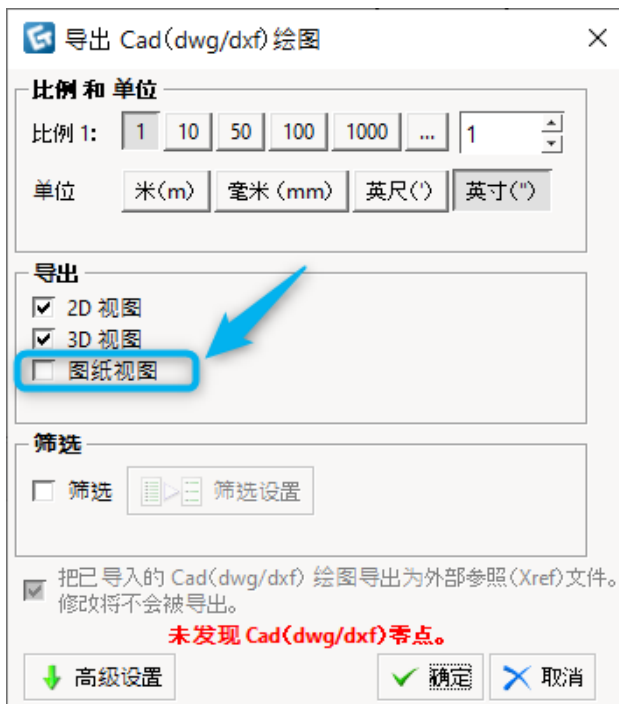 导出 Cad(dwg/dxf)绘图
比例 和 单位
比例 1: 1 10 50 100 1000 ... 1
单位 米(m) 毫米 (mm) 英尺(') 英寸(")
导出
2D 视图
3D 视图
图纸视图
筛选
筛选 筛选设置
把已导入的 Cad(dwg/dxf) 绘图导出为外部参照(Xref)文件。
修改将不会被导出。
未发现 Cad(dwg/dxf)零点。
高级设置 确定 取消